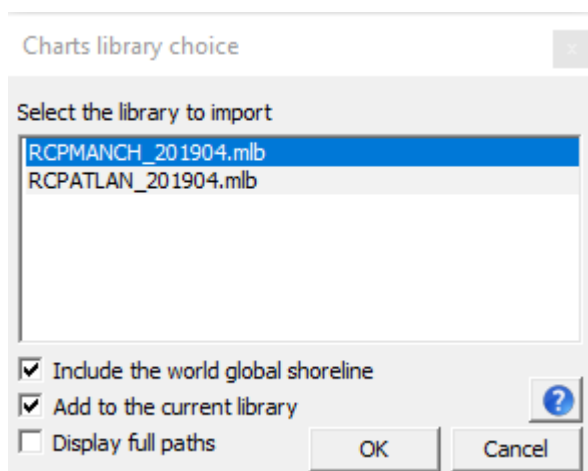 Charts library choice
x
Select the library to import
RCPMANCH_201904.mlb
RCPATLAN_201904.mlb
Include the world global shoreline
Add to the current library
?
Display full paths
OK
Cancel